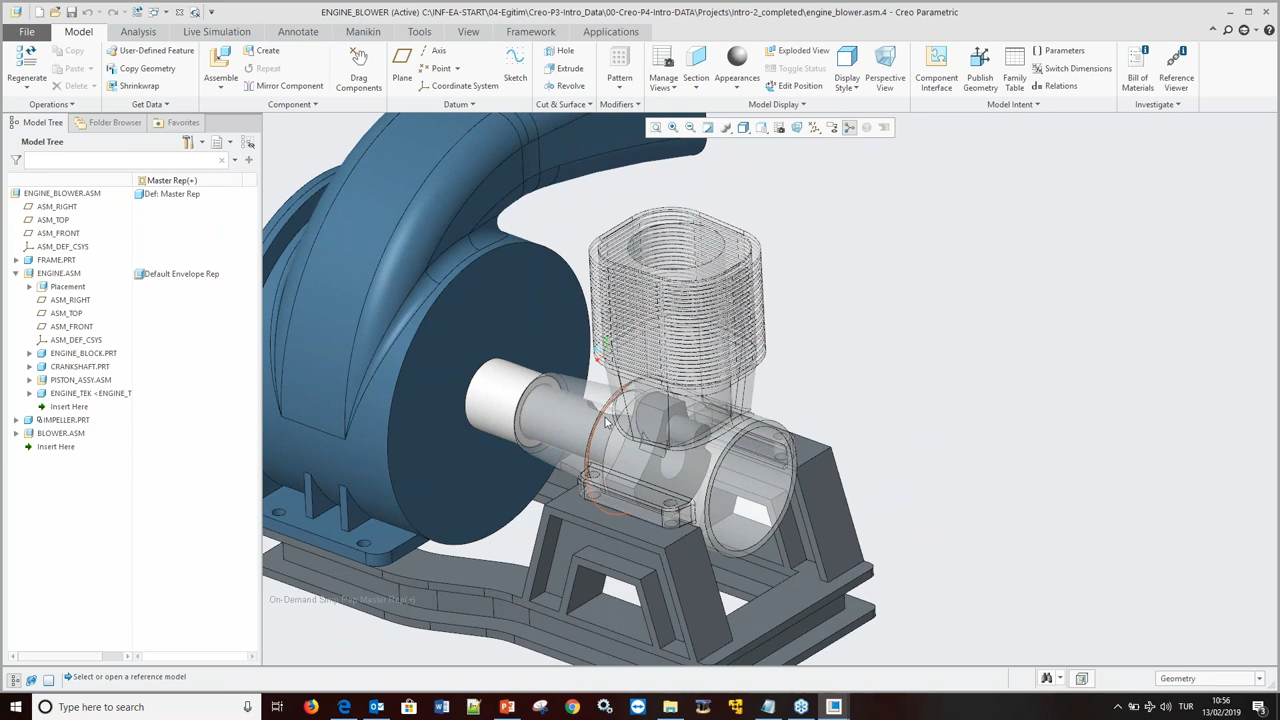 ENGINE_BLOWER (Active) C:\INF-EA-START\04-Egitim\Creo-P3-Intro_Data\00-Creo-P4-Intro-DATA\Projects\Intro-2_completed\engine_blower.asm.4 - Creo Parametric
File Model Analysis Live Simulation Annotate Manikin Tools View Framework Applications
Regenerate
Copy
Paste
Delete
User-Defined Feature
Copy Geometry
Shrinkwrap
Assemble
Create
Repeat
Mirror Component
Drag Components
Plane
Axis
Point
Coordinate System
Sketch
Hole
Extrude
Revolve
Pattern
Manage Views
Section
Appearances
Exploded View
Toggle Status
Edit Position
Display Style
Perspective View
Component Interface
Publish Geometry
Family Table
Parameters
Switch Dimensions
Relations
Bill of Materials
Reference Viewer
Operations Get Data Component Datum Cut & Surface Modifiers Model Display Model Intent Investigate
Model Tree Folder Browser Favorites
Model Tree
Master Rep(+)
ENGINE_BLOWER.ASM Def: Master Rep
ASM_RIGHT
ASM_TOP
ASM_FRONT
ASM_DEF_CSYS
FRAME.PRT
ENGINE.ASM Default Envelope Rep
Placement
ASM_RIGHT
ASM_TOP
ASM_FRONT
ASM_DEF_CSYS
ENGINE_BLOCK.PRT
CRANKSHAFT.PRT
PISTON_ASSY.ASM
ENGINE_TEK <ENGINE_T
Insert Here
IMPELLER.PRT
BLOWER.ASM
Insert Here
On-Demand Simp Rep Master Rep(+)
Select or open a reference model
Geometry
Type here to search
TUR
10:56
13/02/2019